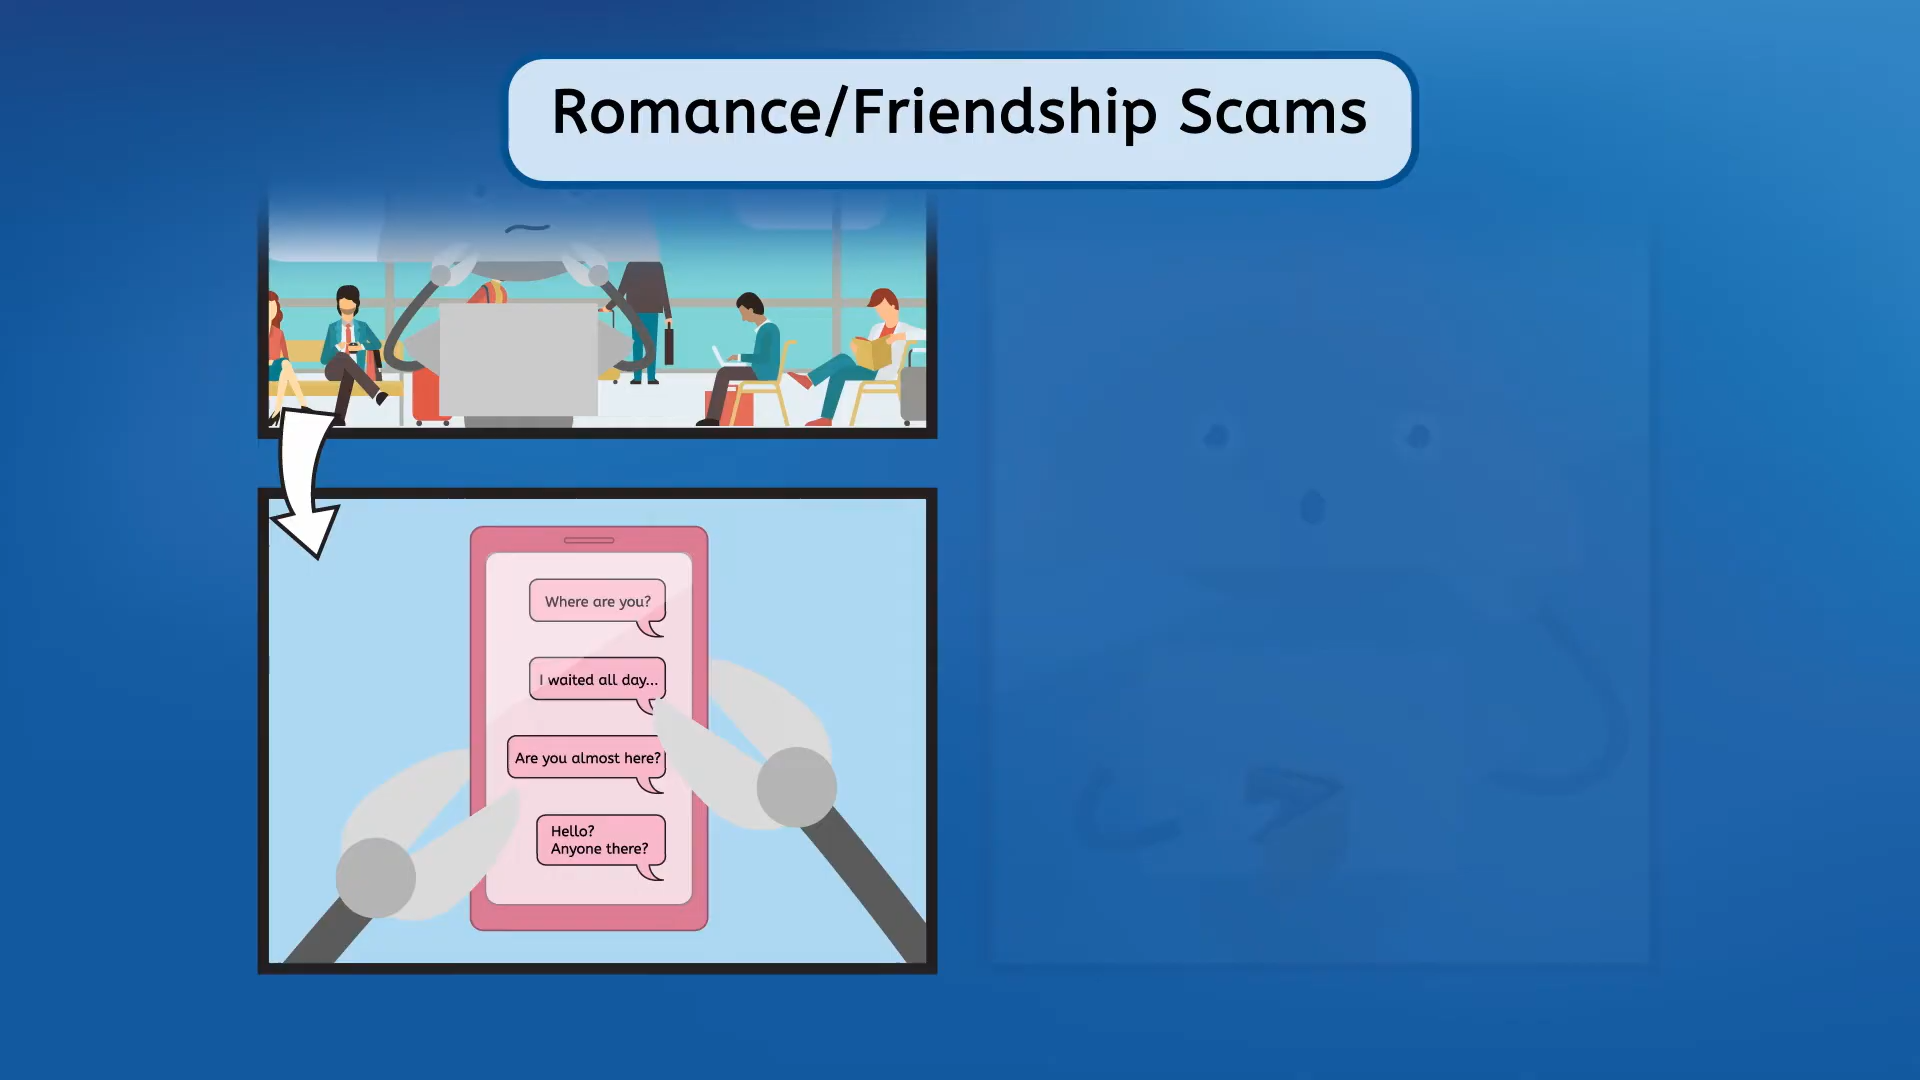 Romance/Friendship Scams
Where are you?
I waited all day...
Are you almost here?
Hello?
Anyone there?